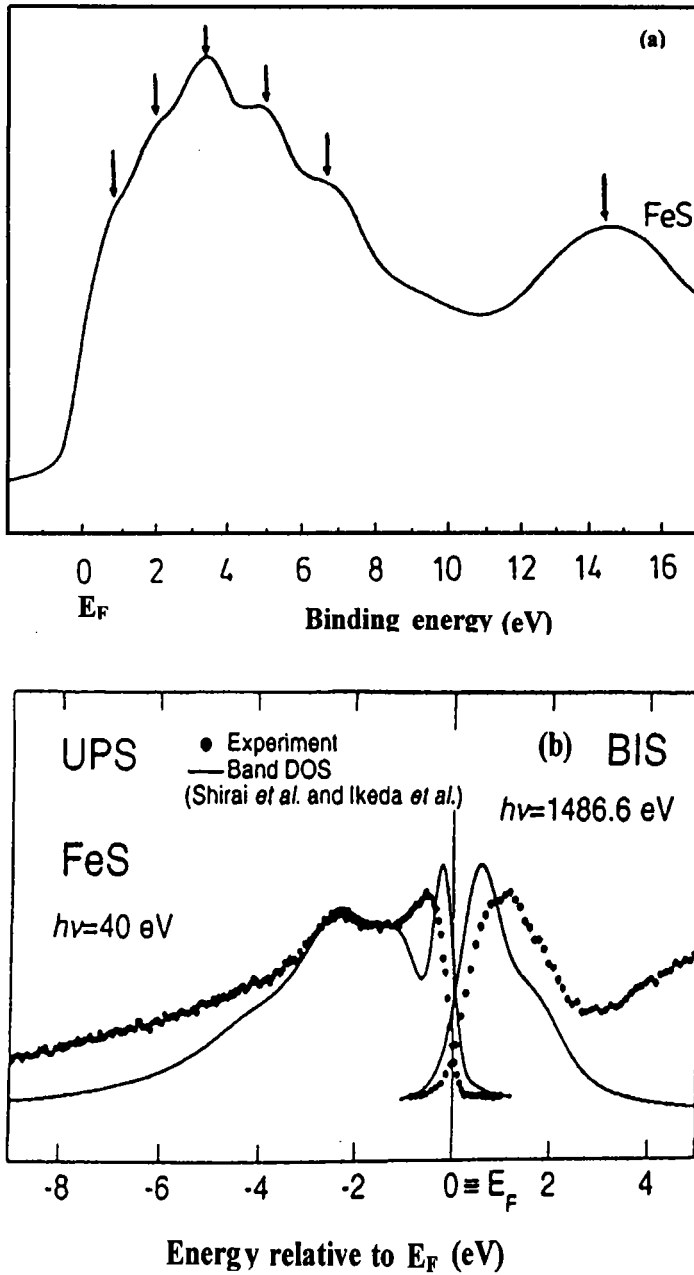 (a)
FeS
0 2 4 6 8 10 12 14 16
E_F
Binding energy (eV)
UPS
• Experiment
— Band DOS
(Shirai et al. and Ikeda et al.)
(b) BIS
hν=1486.6 eV
FeS
hν=40 eV
-8 -6 -4 -2 0 ≡ E_F 2 4
Energy relative to E_F (eV)